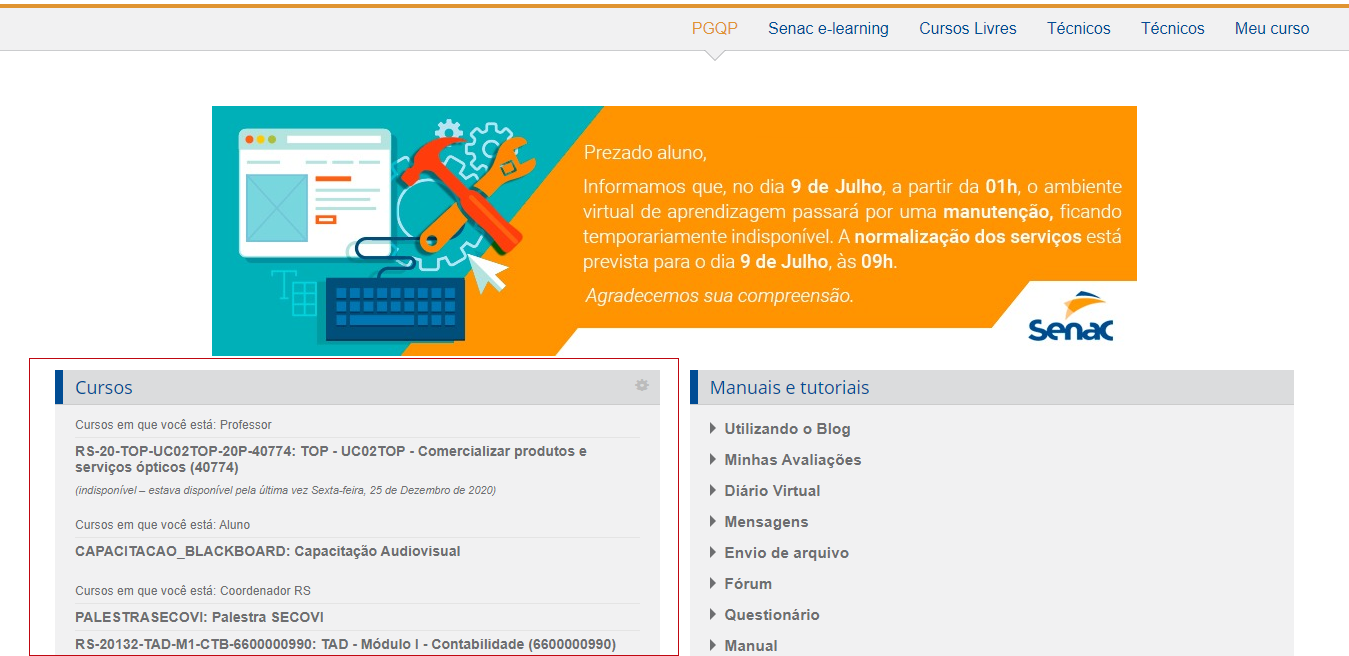 PGQP Senac e-learning Cursos Livres Técnicos Técnicos Meu curso
Prezado aluno,
Informamos que, no dia 9 de Julho, a partir da 01h, o ambiente
virtual de aprendizagem passará por uma manutenção, ficando
temporariamente indisponível. A normalização dos serviços está
prevista para o dia 9 de Julho, às 09h.
Agradecemos sua compreensão.
Senac
Cursos
Cursos em que você está: Professor
RS-20-TOP-UC02TOP-20P-40774: TOP - UC02TOP - Comercializar produtos e
serviços ópticos (40774)
(indisponível – estava disponível pela última vez Sexta-feira, 25 de Dezembro de 2020)
Cursos em que você está: Aluno
CAPACITACAO_BLACKBOARD: Capacitação Audiovisual
Cursos em que você está: Coordenador RS
PALESTRASECOVI: Palestra SECOVI
RS-20132-TAD-M1-CTB-6600000990: TAD - Módulo I - Contabilidade (6600000990)
Manuais e tutoriais
Utilizando o Blog
Minhas Avaliações
Diário Virtual
Mensagens
Envio de arquivo
Fórum
Questionário
Manual